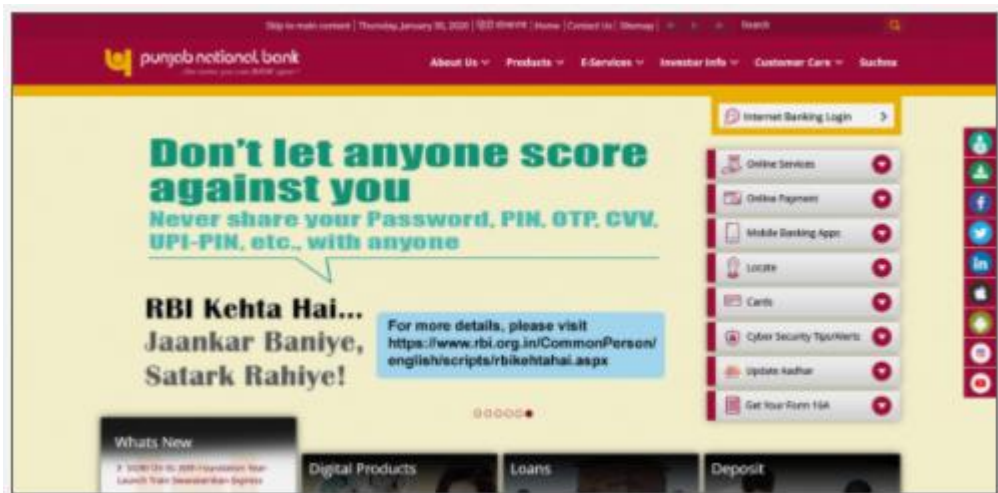 Skip to main content | Thursday, January 30, 2020 | | Home | Contact Us | Sitemap | Search
punjab national bank
About Us Products E-Services Investor Info Customer Care Suchna
Internet Banking Login
Don't let anyone score
against you
Never share your Password, PIN, OTP, CVV,
UPI-PIN, etc., with anyone
RBI Kehta Hai...
Jaankar Baniye,
Satark Rahiye!
For more details, please visit
https://www.rbi.org.in/CommonPerson/
english/scripts/rbikehtahai.aspx
Online Services
Online Payment
Mobile Banking Apps
Locate
Cards
Cyber Security Tips/Alerts
Update Aadhar
Get Your Form 16A
Whats New
Digital Products
Loans
Deposit